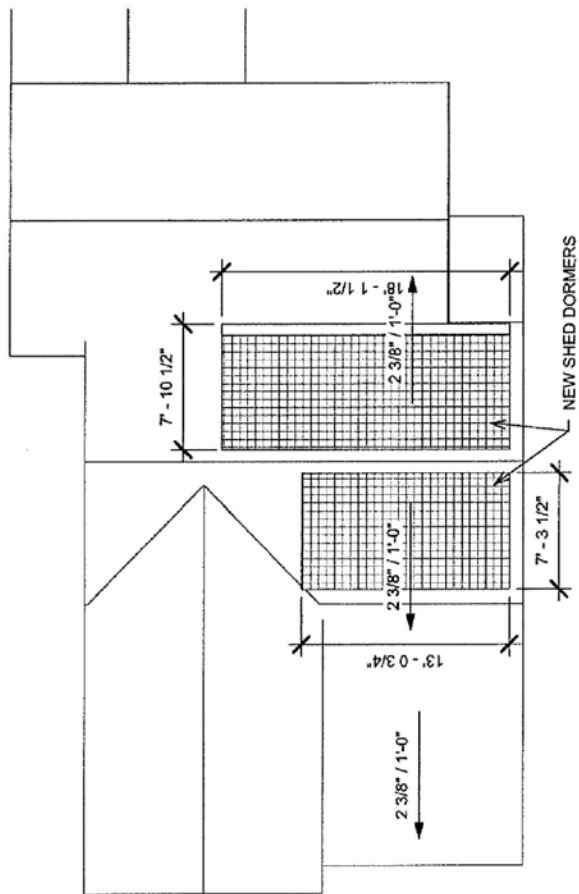 18' - 1 1/2"
7' - 10 1/2"
2 3/8" / 1'-0"
NEW SHED DORMERS
2 3/8" / 1'-0"
7' - 3 1/2"
13' - 0 3/4"
2 3/8" / 1'-0"